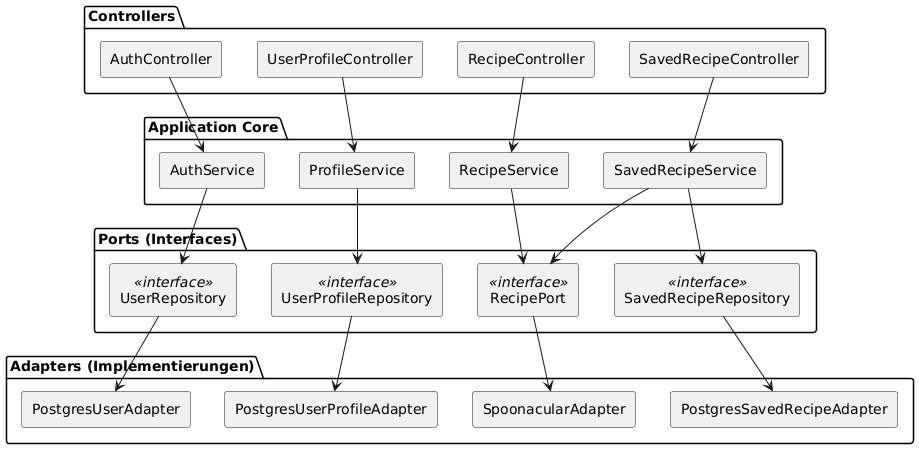 Controllers
AuthController
UserProfileController
RecipeController
SavedRecipeController
Application Core
AuthService
ProfileService
RecipeService
SavedRecipeService
Ports (Interfaces)
«interface»
UserRepository
«interface»
UserProfileRepository
«interface»
RecipePort
«interface»
SavedRecipeRepository
Adapters (Implementierungen)
PostgresUserAdapter
PostgresUserProfileAdapter
SpoonacularAdapter
PostgresSavedRecipeAdapter